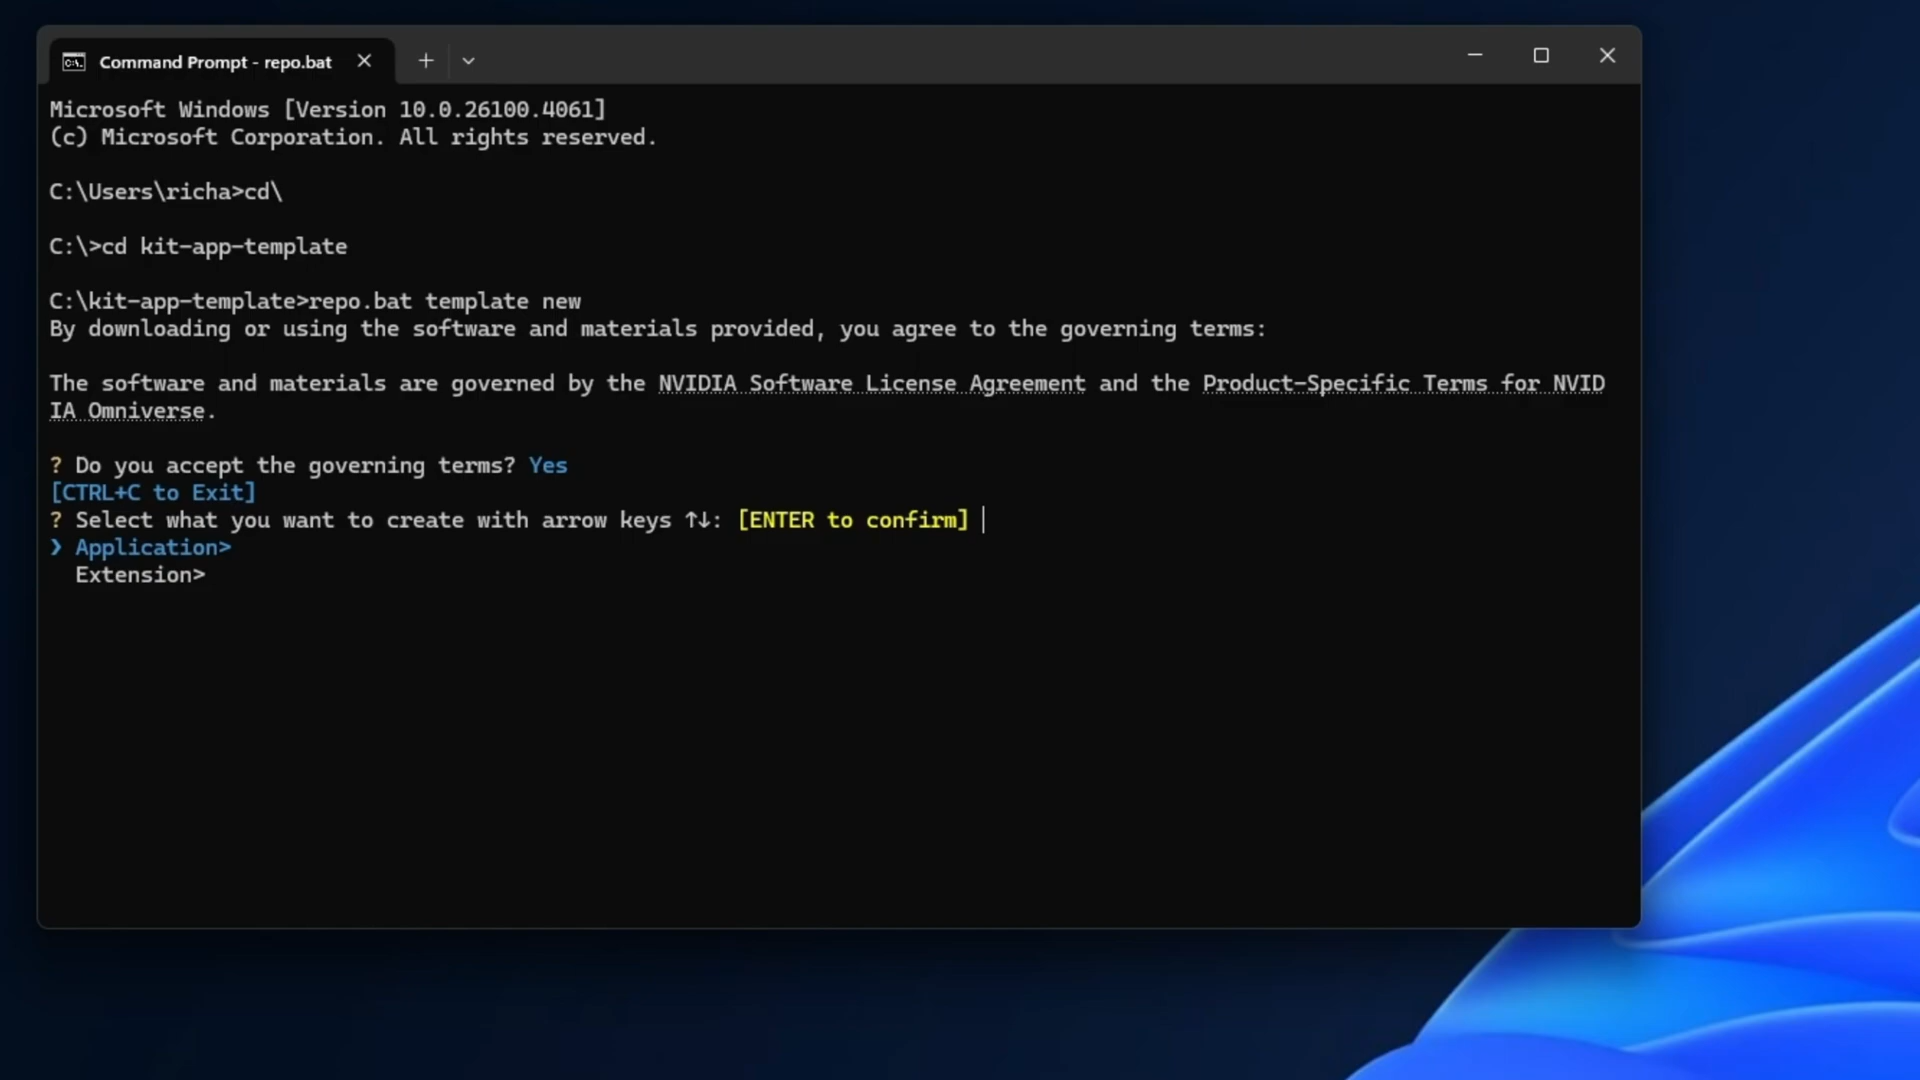 Command Prompt - repo.bat
Microsoft Windows [Version 10.0.26100.4061]
(c) Microsoft Corporation. All rights reserved.
C:\Users\richa>cd\
C:\>cd kit-app-template
C:\kit-app-template>repo.bat template new
By downloading or using the software and materials provided, you agree to the governing terms:
The software and materials are governed by the NVIDIA Software License Agreement and the Product-Specific Terms for NVID
IA Omniverse.
? Do you accept the governing terms? Yes
[CTRL+C to Exit]
? Select what you want to create with arrow keys ↑↓: [ENTER to confirm]
❯ Application>
Extension>